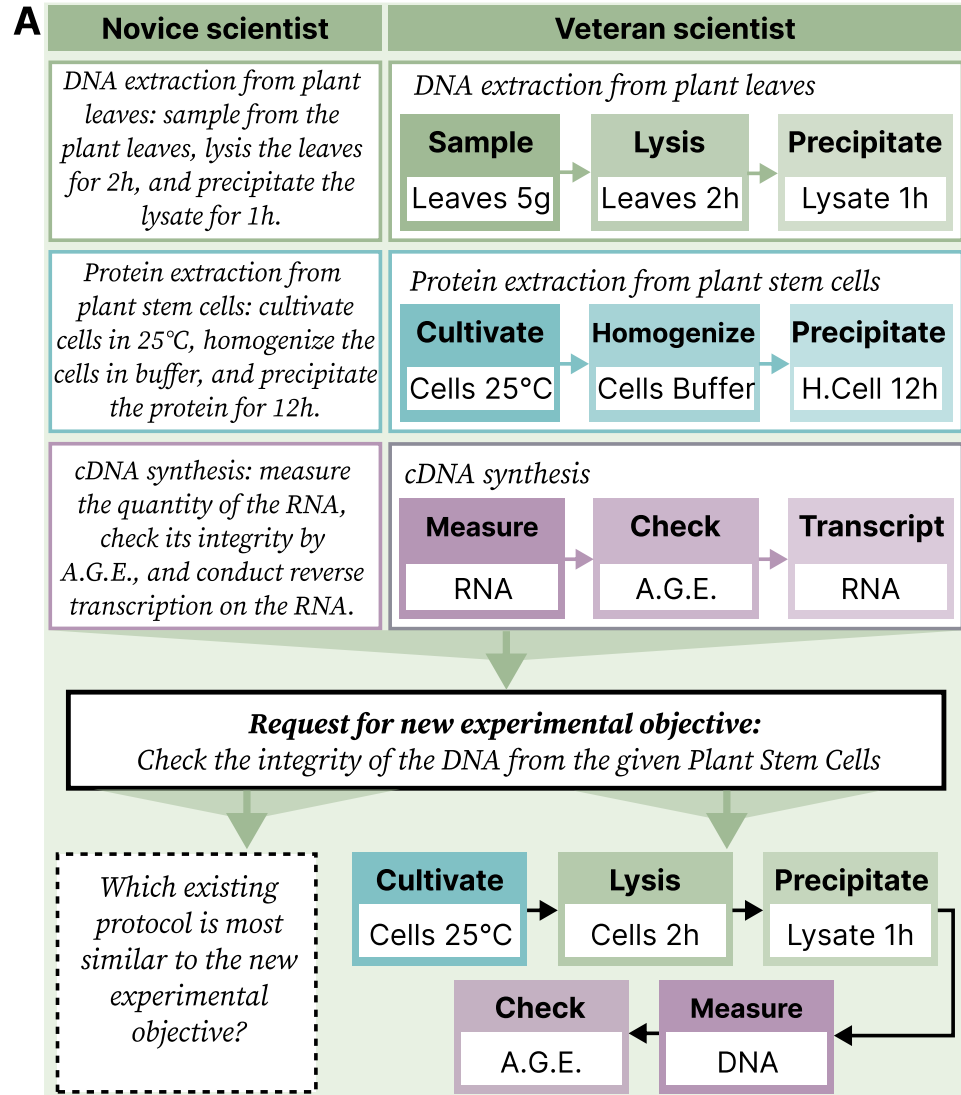 A
Novice scientist
Veteran scientist
DNA extraction from plant
leaves: sample from the
plant leaves, lysis the leaves
for 2h, and precipitate the
lysate for 1h.
DNA extraction from plant leaves
Sample
Leaves 5g
Lysis
Leaves 2h
Precipitate
Lysate 1h
Protein extraction from
plant stem cells: cultivate
cells in 25°C, homogenize the
cells in buffer, and precipitate
the protein for 12h.
Protein extraction from plant stem cells
Cultivate
Cells 25°C
Homogenize
Cells Buffer
Precipitate
H.Cell 12h
cDNA synthesis: measure
the quantity of the RNA,
check its integrity by
A.G.E., and conduct reverse
transcription on the RNA.
cDNA synthesis
Measure
RNA
Check
A.G.E.
Transcript
RNA
Request for new experimental objective:
Check the integrity of the DNA from the given Plant Stem Cells
Which existing
protocol is most
similar to the new
experimental
objective?
Cultivate
Cells 25°C
Lysis
Cells 2h
Precipitate
Lysate 1h
Check
A.G.E.
Measure
DNA